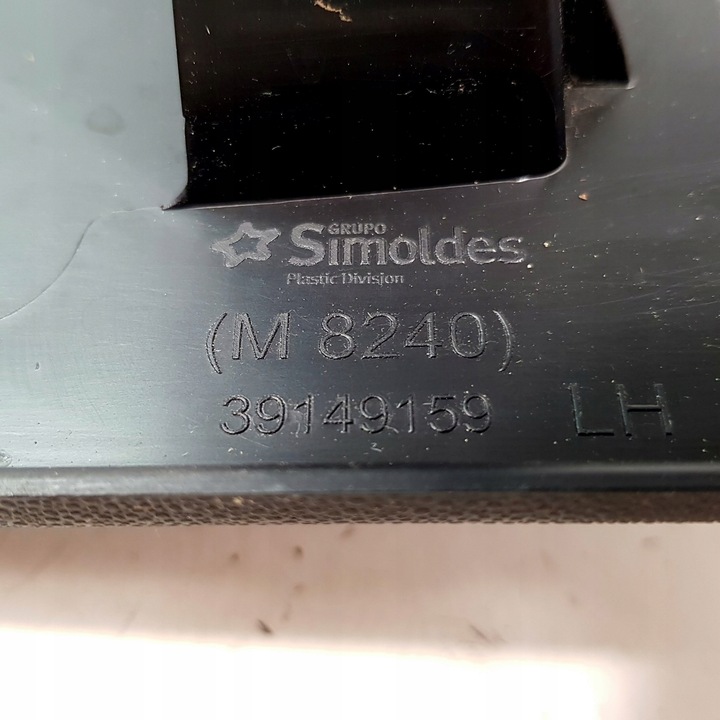 GRUPO
Simoldes
Plastic Division
(M 8240)
39149159 LH